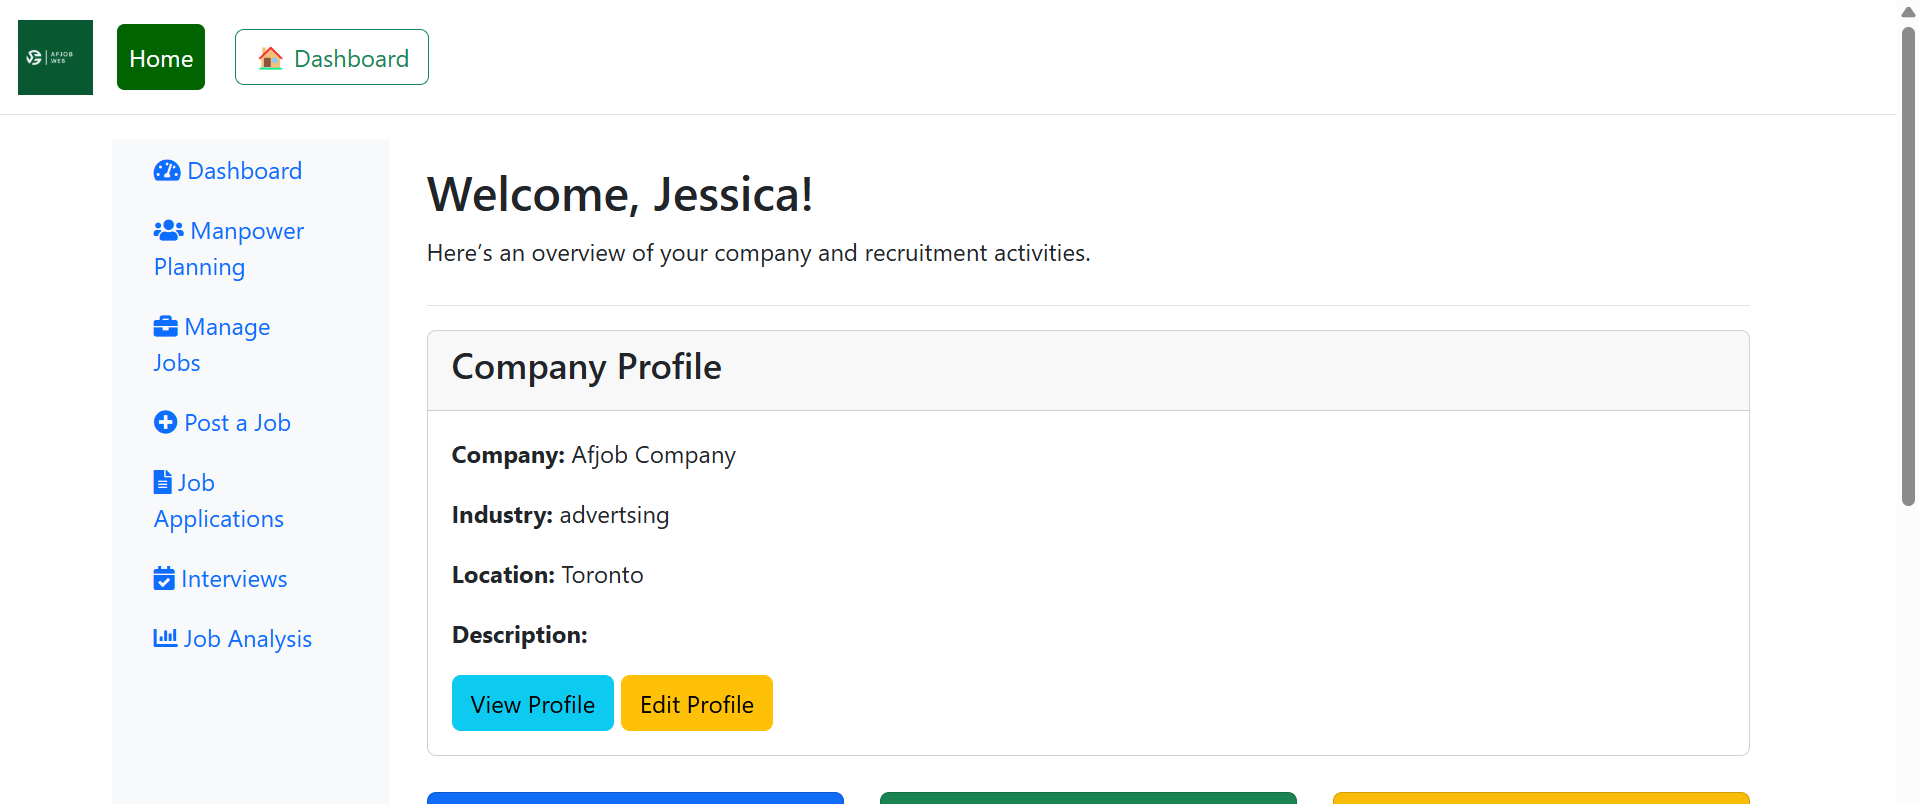 AFJOB
WEB
Home
Dashboard
Dashboard
Manpower
Planning
Manage
Jobs
Post a Job
Job
Applications
Interviews
Job Analysis
Welcome, Jessica!
Here’s an overview of your company and recruitment activities.
Company Profile
Company: Afjob Company
Industry: advertsing
Location: Toronto
Description:
View Profile
Edit Profile